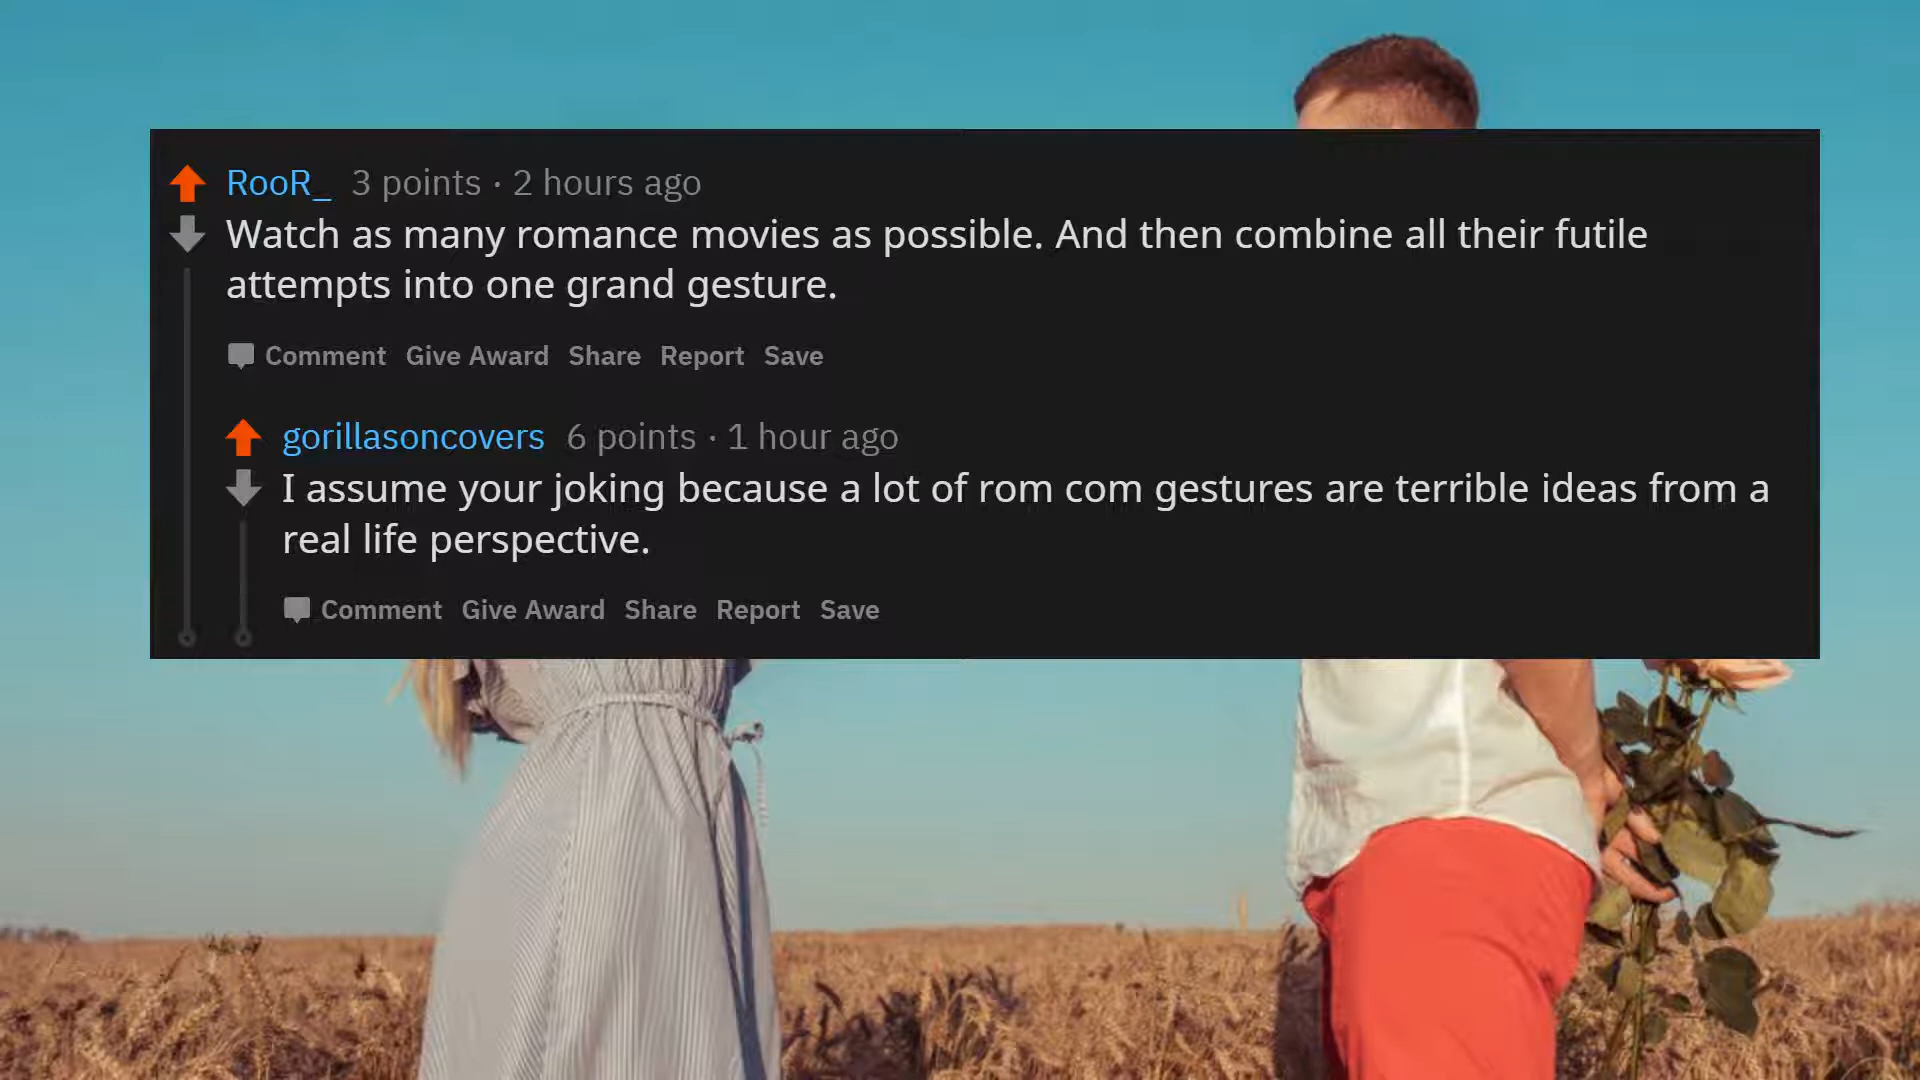 RooR_ 3 points · 2 hours ago
Watch as many romance movies as possible. And then combine all their futile
attempts into one grand gesture.
Comment Give Award Share Report Save
gorillasoncovers 6 points · 1 hour ago
I assume your joking because a lot of rom com gestures are terrible ideas from a
real life perspective.
Comment Give Award Share Report Save